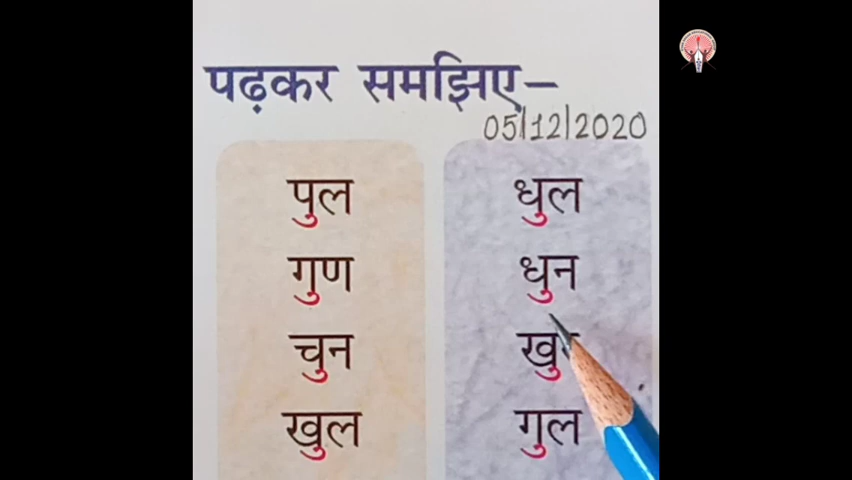 पढ़कर समझिए–
05/12/2020
पुल
गुण
चुन
खुल
धुल
धुन
गुल